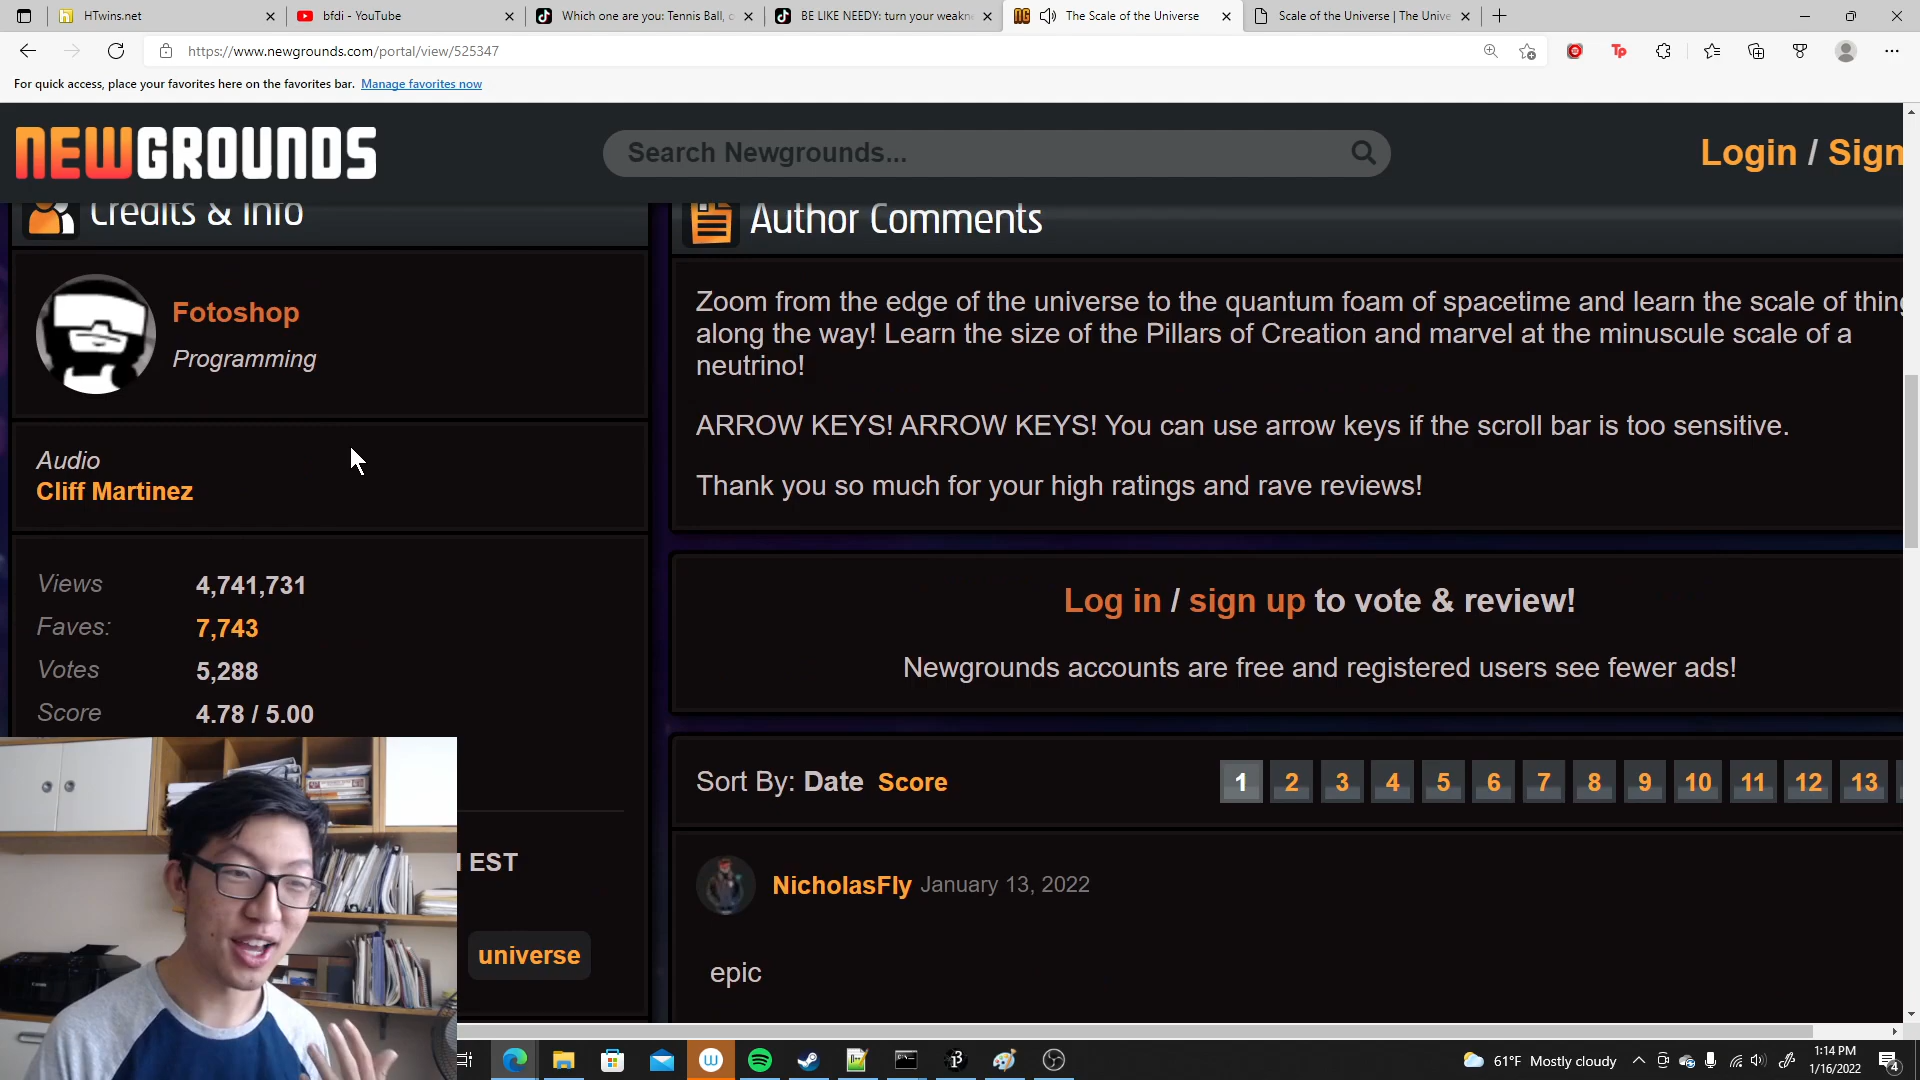 HTwins.net
bfdi - YouTube
Which one are you: Tennis Ball, c
BE LIKE NEEDY: turn your weakn
The Scale of the Universe
Scale of the Universe | The Unive
https://www.newgrounds.com/portal/view/525347
For quick access, place your favorites here on the favorites bar. Manage favorites now
NEWGROUNDS
Search Newgrounds...
Login / Sign
Credits & Info
Fotoshop
Programming
Audio
Cliff Martinez
Views 4,741,731
Faves: 7,743
Votes 5,288
Score 4.78 / 5.00
EST
universe
Author Comments
Zoom from the edge of the universe to the quantum foam of spacetime and learn the scale of thing
along the way! Learn the size of the Pillars of Creation and marvel at the minuscule scale of a
neutrino!
ARROW KEYS! ARROW KEYS! You can use arrow keys if the scroll bar is too sensitive.
Thank you so much for your high ratings and rave reviews!
Log in / sign up to vote & review!
Newgrounds accounts are free and registered users see fewer ads!
Sort By: Date Score
1 2 3 4 5 6 7 8 9 10 11 12 13
NicholasFly January 13, 2022
epic
61°F Mostly cloudy
1:14 PM
1/16/2022
4